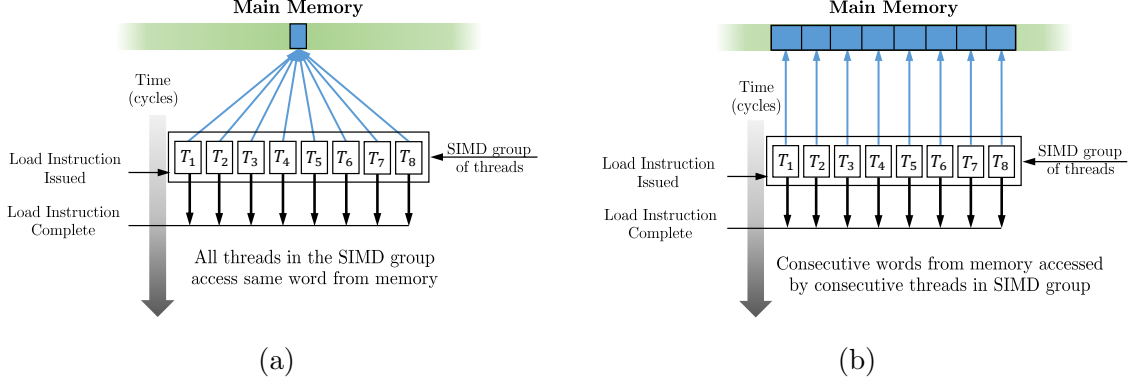 Main Memory
Time
(cycles)
T1 T2 T3 T4 T5 T6 T7 T8
SIMD group
of threads
Load Instruction
Issued
Load Instruction
Complete
All threads in the SIMD group
access same word from memory
(a)
Main Memory
Time
(cycles)
T1 T2 T3 T4 T5 T6 T7 T8
SIMD group
of threads
Load Instruction
Issued
Load Instruction
Complete
Consecutive words from memory accessed
by consecutive threads in SIMD group
(b)